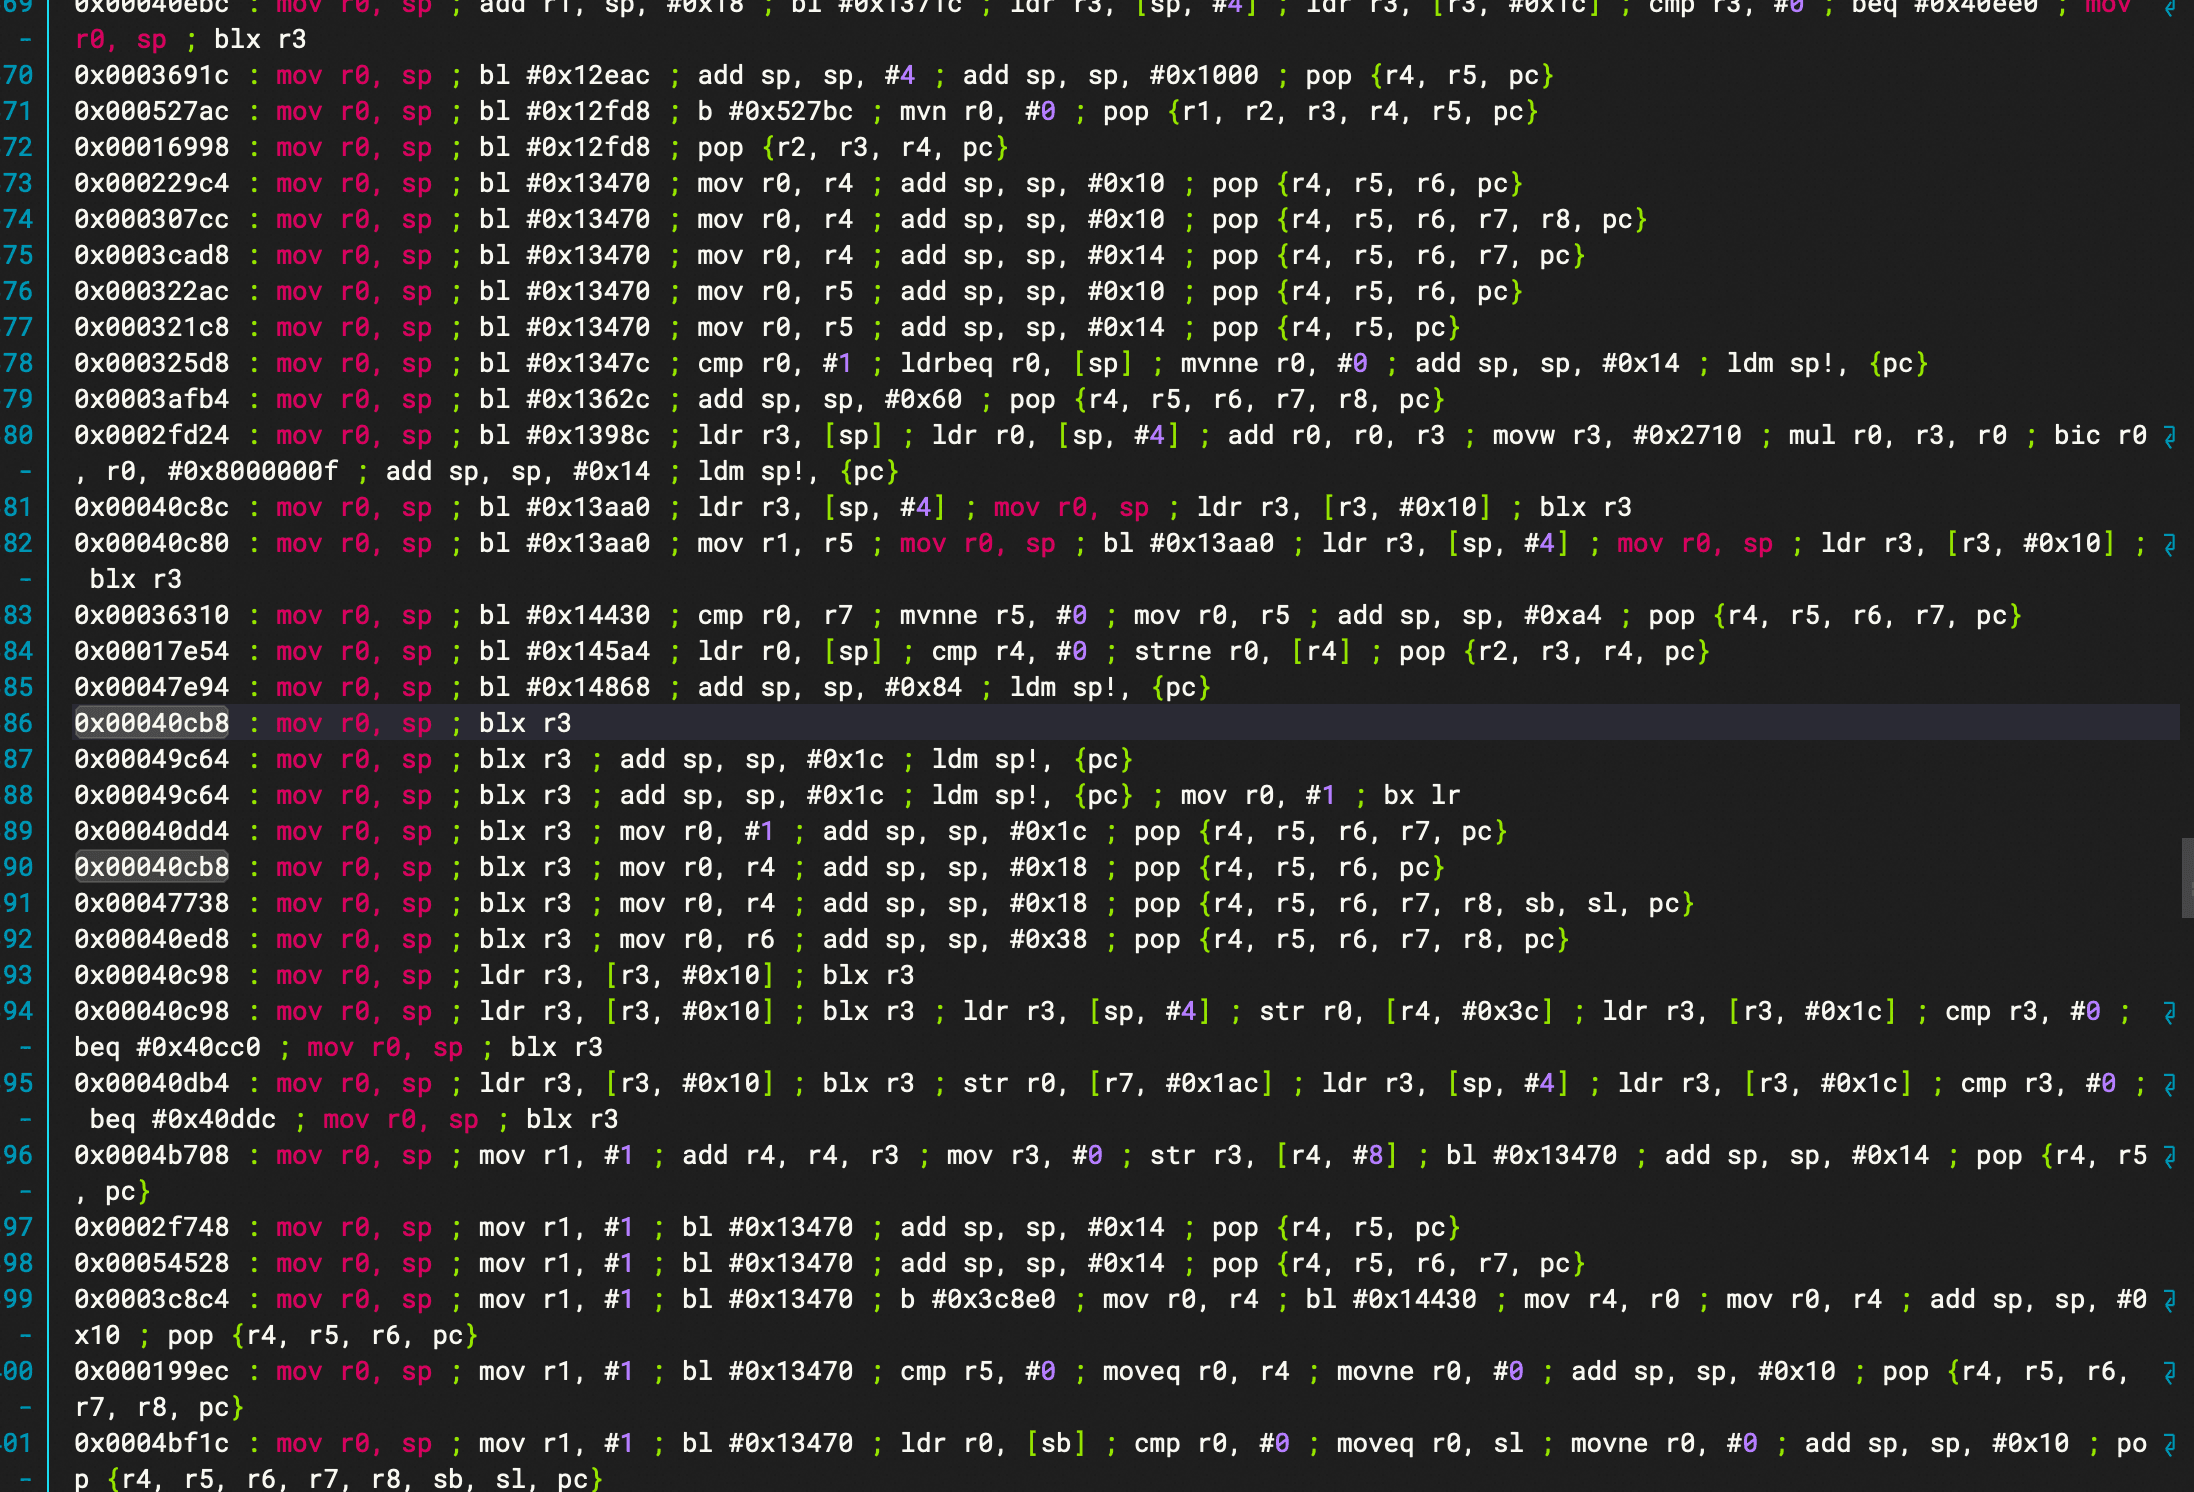 69 0x00040ebc : mov r0, sp ; add r1, sp, #0x18 ; bl #0x1371c ; ldr r3, [sp, #4] ; ldr r3, [r3, #0x1c] ; cmp r3, #0 ; beq #0x40ee0 ; mov
- r0, sp ; blx r3
70 0x0003691c : mov r0, sp ; bl #0x12eac ; add sp, sp, #4 ; add sp, sp, #0x1000 ; pop {r4, r5, pc}
71 0x000527ac : mov r0, sp ; bl #0x12fd8 ; b #0x527bc ; mvn r0, #0 ; pop {r1, r2, r3, r4, r5, pc}
72 0x00016998 : mov r0, sp ; bl #0x12fd8 ; pop {r2, r3, r4, pc}
73 0x000229c4 : mov r0, sp ; bl #0x13470 ; mov r0, r4 ; add sp, sp, #0x10 ; pop {r4, r5, r6, pc}
74 0x000307cc : mov r0, sp ; bl #0x13470 ; mov r0, r4 ; add sp, sp, #0x10 ; pop {r4, r5, r6, r7, r8, pc}
75 0x0003cad8 : mov r0, sp ; bl #0x13470 ; mov r0, r4 ; add sp, sp, #0x14 ; pop {r4, r5, r6, r7, pc}
76 0x000322ac : mov r0, sp ; bl #0x13470 ; mov r0, r5 ; add sp, sp, #0x10 ; pop {r4, r5, r6, pc}
77 0x000321c8 : mov r0, sp ; bl #0x13470 ; mov r0, r5 ; add sp, sp, #0x14 ; pop {r4, r5, pc}
78 0x000325d8 : mov r0, sp ; bl #0x1347c ; cmp r0, #1 ; ldrbeq r0, [sp] ; mvnne r0, #0 ; add sp, sp, #0x14 ; ldm sp!, {pc}
79 0x0003afb4 : mov r0, sp ; bl #0x1362c ; add sp, sp, #0x60 ; pop {r4, r5, r6, r7, r8, pc}
80 0x0002fd24 : mov r0, sp ; bl #0x1398c ; ldr r3, [sp] ; ldr r0, [sp, #4] ; add r0, r0, r3 ; movw r3, #0x2710 ; mul r0, r3, r0 ; bic r0
- , r0, #0x8000000f ; add sp, sp, #0x14 ; ldm sp!, {pc}
81 0x00040c8c : mov r0, sp ; bl #0x13aa0 ; ldr r3, [sp, #4] ; mov r0, sp ; ldr r3, [r3, #0x10] ; blx r3
82 0x00040c80 : mov r0, sp ; bl #0x13aa0 ; mov r1, r5 ; mov r0, sp ; bl #0x13aa0 ; ldr r3, [sp, #4] ; mov r0, sp ; ldr r3, [r3, #0x10] ;
- blx r3
83 0x00036310 : mov r0, sp ; bl #0x14430 ; cmp r0, r7 ; mvnne r5, #0 ; mov r0, r5 ; add sp, sp, #0xa4 ; pop {r4, r5, r6, r7, pc}
84 0x00017e54 : mov r0, sp ; bl #0x145a4 ; ldr r0, [sp] ; cmp r4, #0 ; strne r0, [r4] ; pop {r2, r3, r4, pc}
85 0x00047e94 : mov r0, sp ; bl #0x14868 ; add sp, sp, #0x84 ; ldm sp!, {pc}
86 0x00040cb8 : mov r0, sp ; blx r3
87 0x00049c64 : mov r0, sp ; blx r3 ; add sp, sp, #0x1c ; ldm sp!, {pc}
88 0x00049c64 : mov r0, sp ; blx r3 ; add sp, sp, #0x1c ; ldm sp!, {pc} ; mov r0, #1 ; bx lr
89 0x00040dd4 : mov r0, sp ; blx r3 ; mov r0, #1 ; add sp, sp, #0x1c ; pop {r4, r5, r6, r7, pc}
90 0x00040cb8 : mov r0, sp ; blx r3 ; mov r0, r4 ; add sp, sp, #0x18 ; pop {r4, r5, r6, pc}
91 0x00047738 : mov r0, sp ; blx r3 ; mov r0, r4 ; add sp, sp, #0x18 ; pop {r4, r5, r6, r7, r8, sb, sl, pc}
92 0x00040ed8 : mov r0, sp ; blx r3 ; mov r0, r6 ; add sp, sp, #0x38 ; pop {r4, r5, r6, r7, r8, pc}
93 0x00040c98 : mov r0, sp ; ldr r3, [r3, #0x10] ; blx r3
94 0x00040c98 : mov r0, sp ; ldr r3, [r3, #0x10] ; blx r3 ; ldr r3, [sp, #4] ; str r0, [r4, #0x3c] ; ldr r3, [r3, #0x1c] ; cmp r3, #0 ;
- beq #0x40cc0 ; mov r0, sp ; blx r3
95 0x00040db4 : mov r0, sp ; ldr r3, [r3, #0x10] ; blx r3 ; str r0, [r7, #0x1ac] ; ldr r3, [sp, #4] ; ldr r3, [r3, #0x1c] ; cmp r3, #0 ;
- beq #0x40ddc ; mov r0, sp ; blx r3
96 0x0004b708 : mov r0, sp ; mov r1, #1 ; add r4, r4, r3 ; mov r3, #0 ; str r3, [r4, #8] ; bl #0x13470 ; add sp, sp, #0x14 ; pop {r4, r5
- , pc}
97 0x0002f748 : mov r0, sp ; mov r1, #1 ; bl #0x13470 ; add sp, sp, #0x14 ; pop {r4, r5, pc}
98 0x00054528 : mov r0, sp ; mov r1, #1 ; bl #0x13470 ; add sp, sp, #0x14 ; pop {r4, r5, r6, r7, pc}
99 0x0003c8c4 : mov r0, sp ; mov r1, #1 ; bl #0x13470 ; b #0x3c8e0 ; mov r0, r4 ; bl #0x14430 ; mov r4, r0 ; mov r0, r4 ; add sp, sp, #0
- x10 ; pop {r4, r5, r6, pc}
00 0x000199ec : mov r0, sp ; mov r1, #1 ; bl #0x13470 ; cmp r5, #0 ; moveq r0, r4 ; movne r0, #0 ; add sp, sp, #0x10 ; pop {r4, r5, r6,
- r7, r8, pc}
01 0x0004bf1c : mov r0, sp ; mov r1, #1 ; bl #0x13470 ; ldr r0, [sb] ; cmp r0, #0 ; moveq r0, sl ; movne r0, #0 ; add sp, sp, #0x10 ; po
- p {r4, r5, r6, r7, r8, sb, sl, pc}